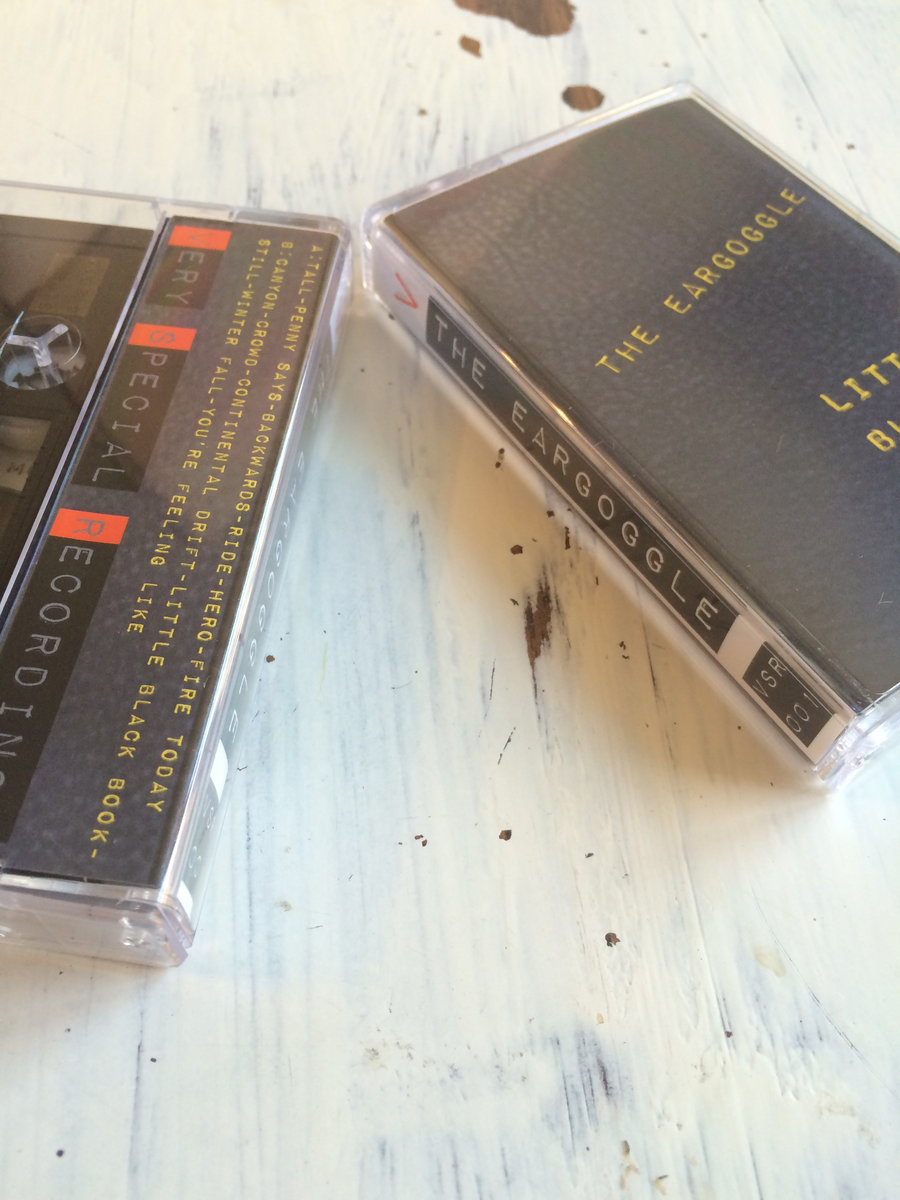 VERY
SPECIAL
RECORDING
A:TALL-PENNY SAYS-BACKWARDS-RIDE-HERO-FIRE TODAY
B:CANYON-CROWD-CONTINENTAL DRIFT-LITTLE BLACK BOOK-
STILL-WINTER FALL-YOU'RE FEELING LIKE
THE EARGOGGLE
VSR
001
THE EARGOGGLE
LITT